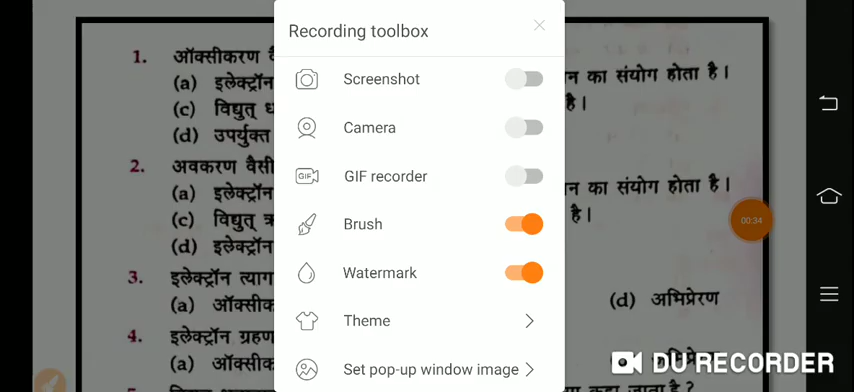 Recording toolbox
Screenshot
Camera
GIF recorder
GIF
Brush
Watermark
Theme
Set pop-up window image
1. ऑक्सीकरण
न का संयोग होता है।
(a) इलेक्ट्रॉन
(c) विद्युत्
है।
(d) उपर्युक्त
2. अवकरण वैसी
(a) इलेक्ट्रॉन
न का संयोग होता है।
(c) विद्युत्
है।
(d) इलेक्ट्रॉन
3. इलेक्ट्रॉन त्याग
(a) ऑक्सीक
(d) अभिप्रेरण
4. इलेक्ट्रॉन ग्रहण
(a) ऑक्सीक
00:34
DU RECORDER